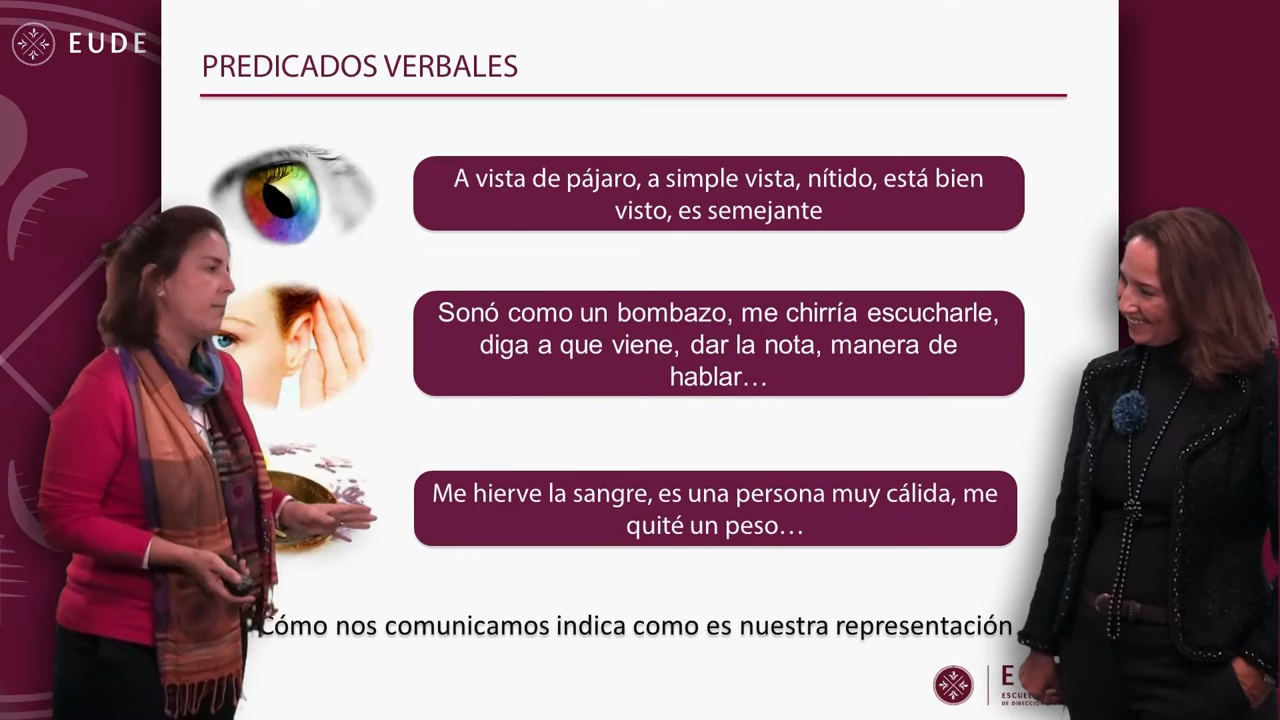 EUDE
PREDICADOS VERBALES
A vista de pájaro, a simple vista, nítido, está bien
visto, es semejante
Sonó como un bombazo, me chirría escucharle,
diga a que viene, dar la nota, manera de
hablar…
Me hierve la sangre, es una persona muy cálida, me
quité un peso…
Cómo nos comunicamos indica como es nuestra representación